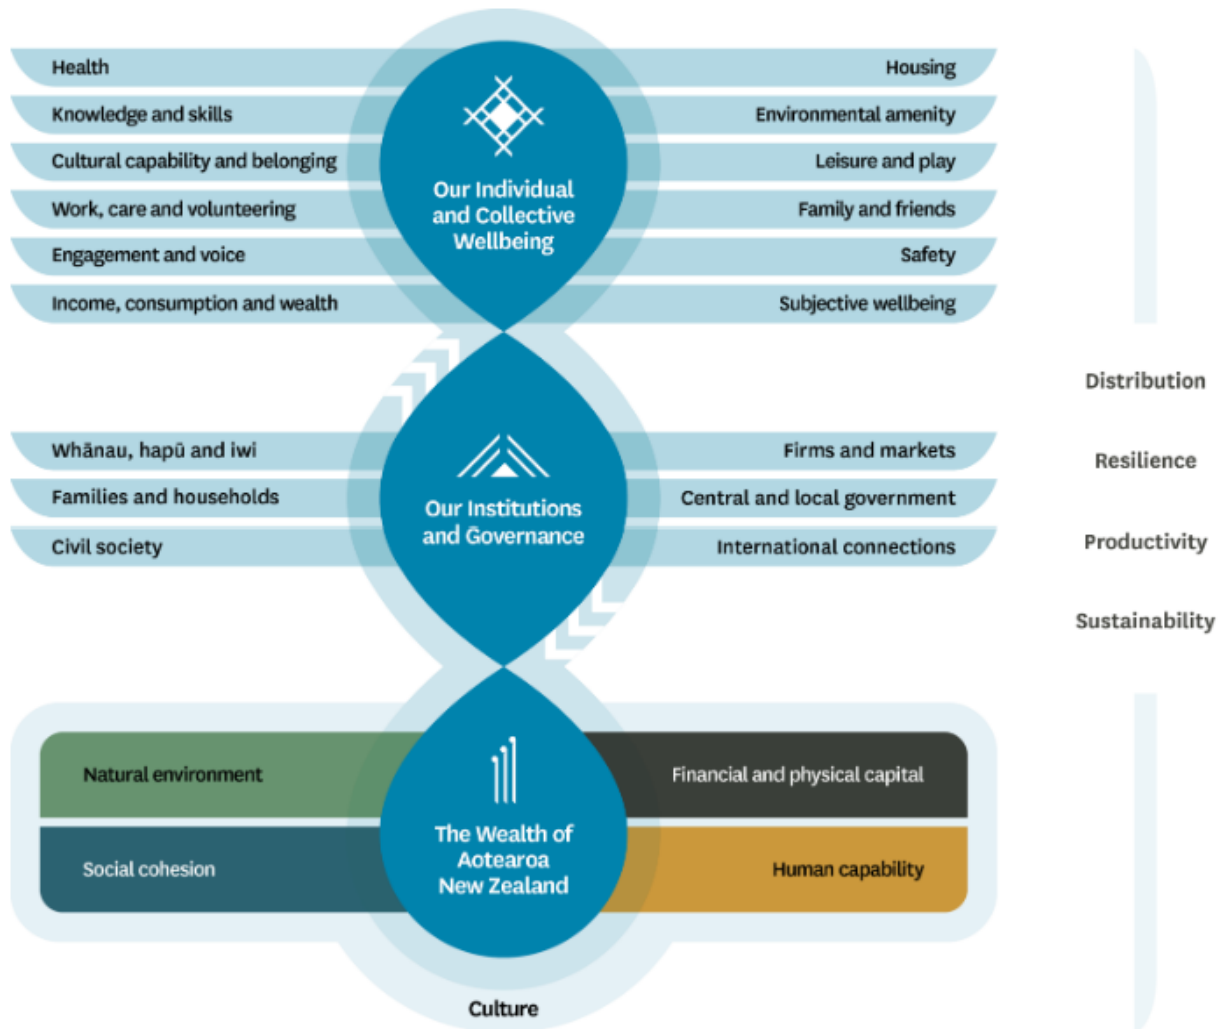 Health
Housing
Knowledge and skills
Environmental amenity
Cultural capability and belonging
Leisure and play
Our Individual
and Collective
Wellbeing
Work, care and volunteering
Family and friends
Engagement and voice
Safety
Income, consumption and wealth
Subjective wellbeing
Distribution
Resilience
Productivity
Sustainability
Whānau, hapū and iwi
Firms and markets
Families and households
Central and local government
Our Institutions
and Governance
Civil society
International connections
Natural environment
Financial and physical capital
The Wealth of
Aotearoa
New Zealand
Social cohesion
Human capability
Culture